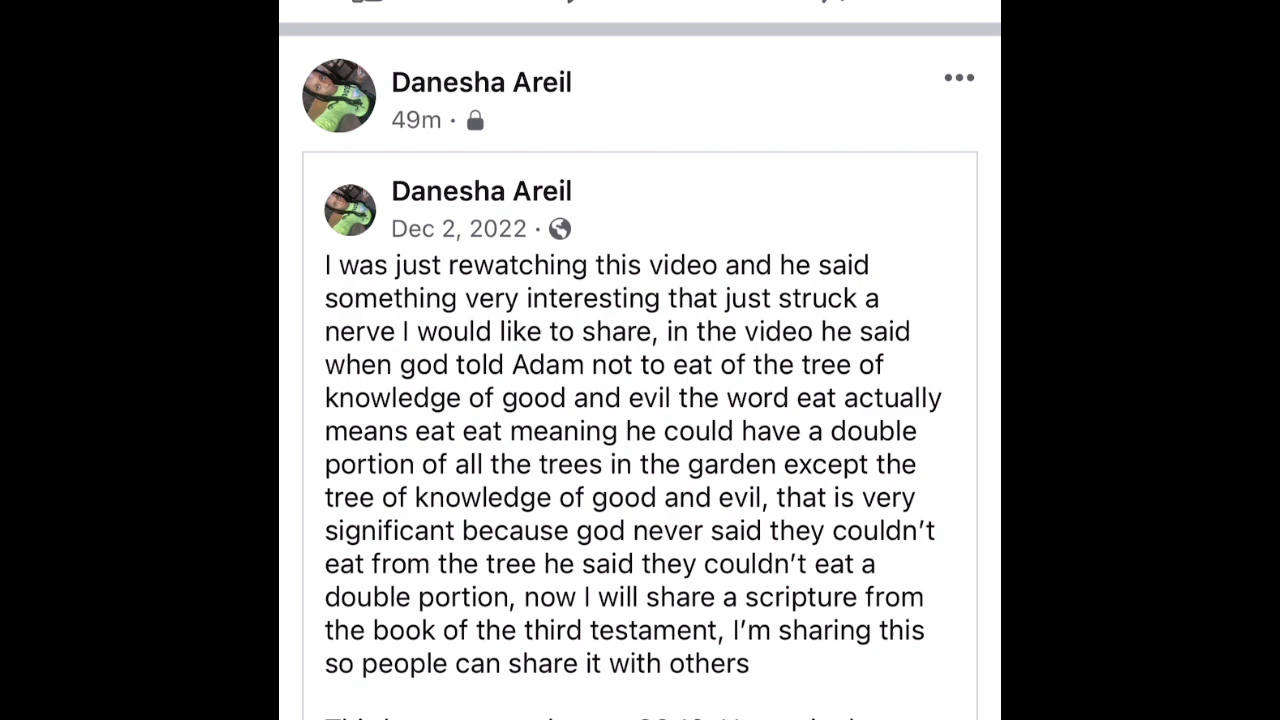 Danesha Areil
49m ·
Danesha Areil
Dec 2, 2022 ·
I was just rewatching this video and he said
something very interesting that just struck a
nerve I would like to share, in the video he said
when god told Adam not to eat of the tree of
knowledge of good and evil the word eat actually
means eat eat meaning he could have a double
portion of all the trees in the garden except the
tree of knowledge of good and evil, that is very
significant because god never said they couldn’t
eat from the tree he said they couldn’t eat a
double portion, now I will share a scripture from
the book of the third testament, I’m sharing this
so people can share it with others